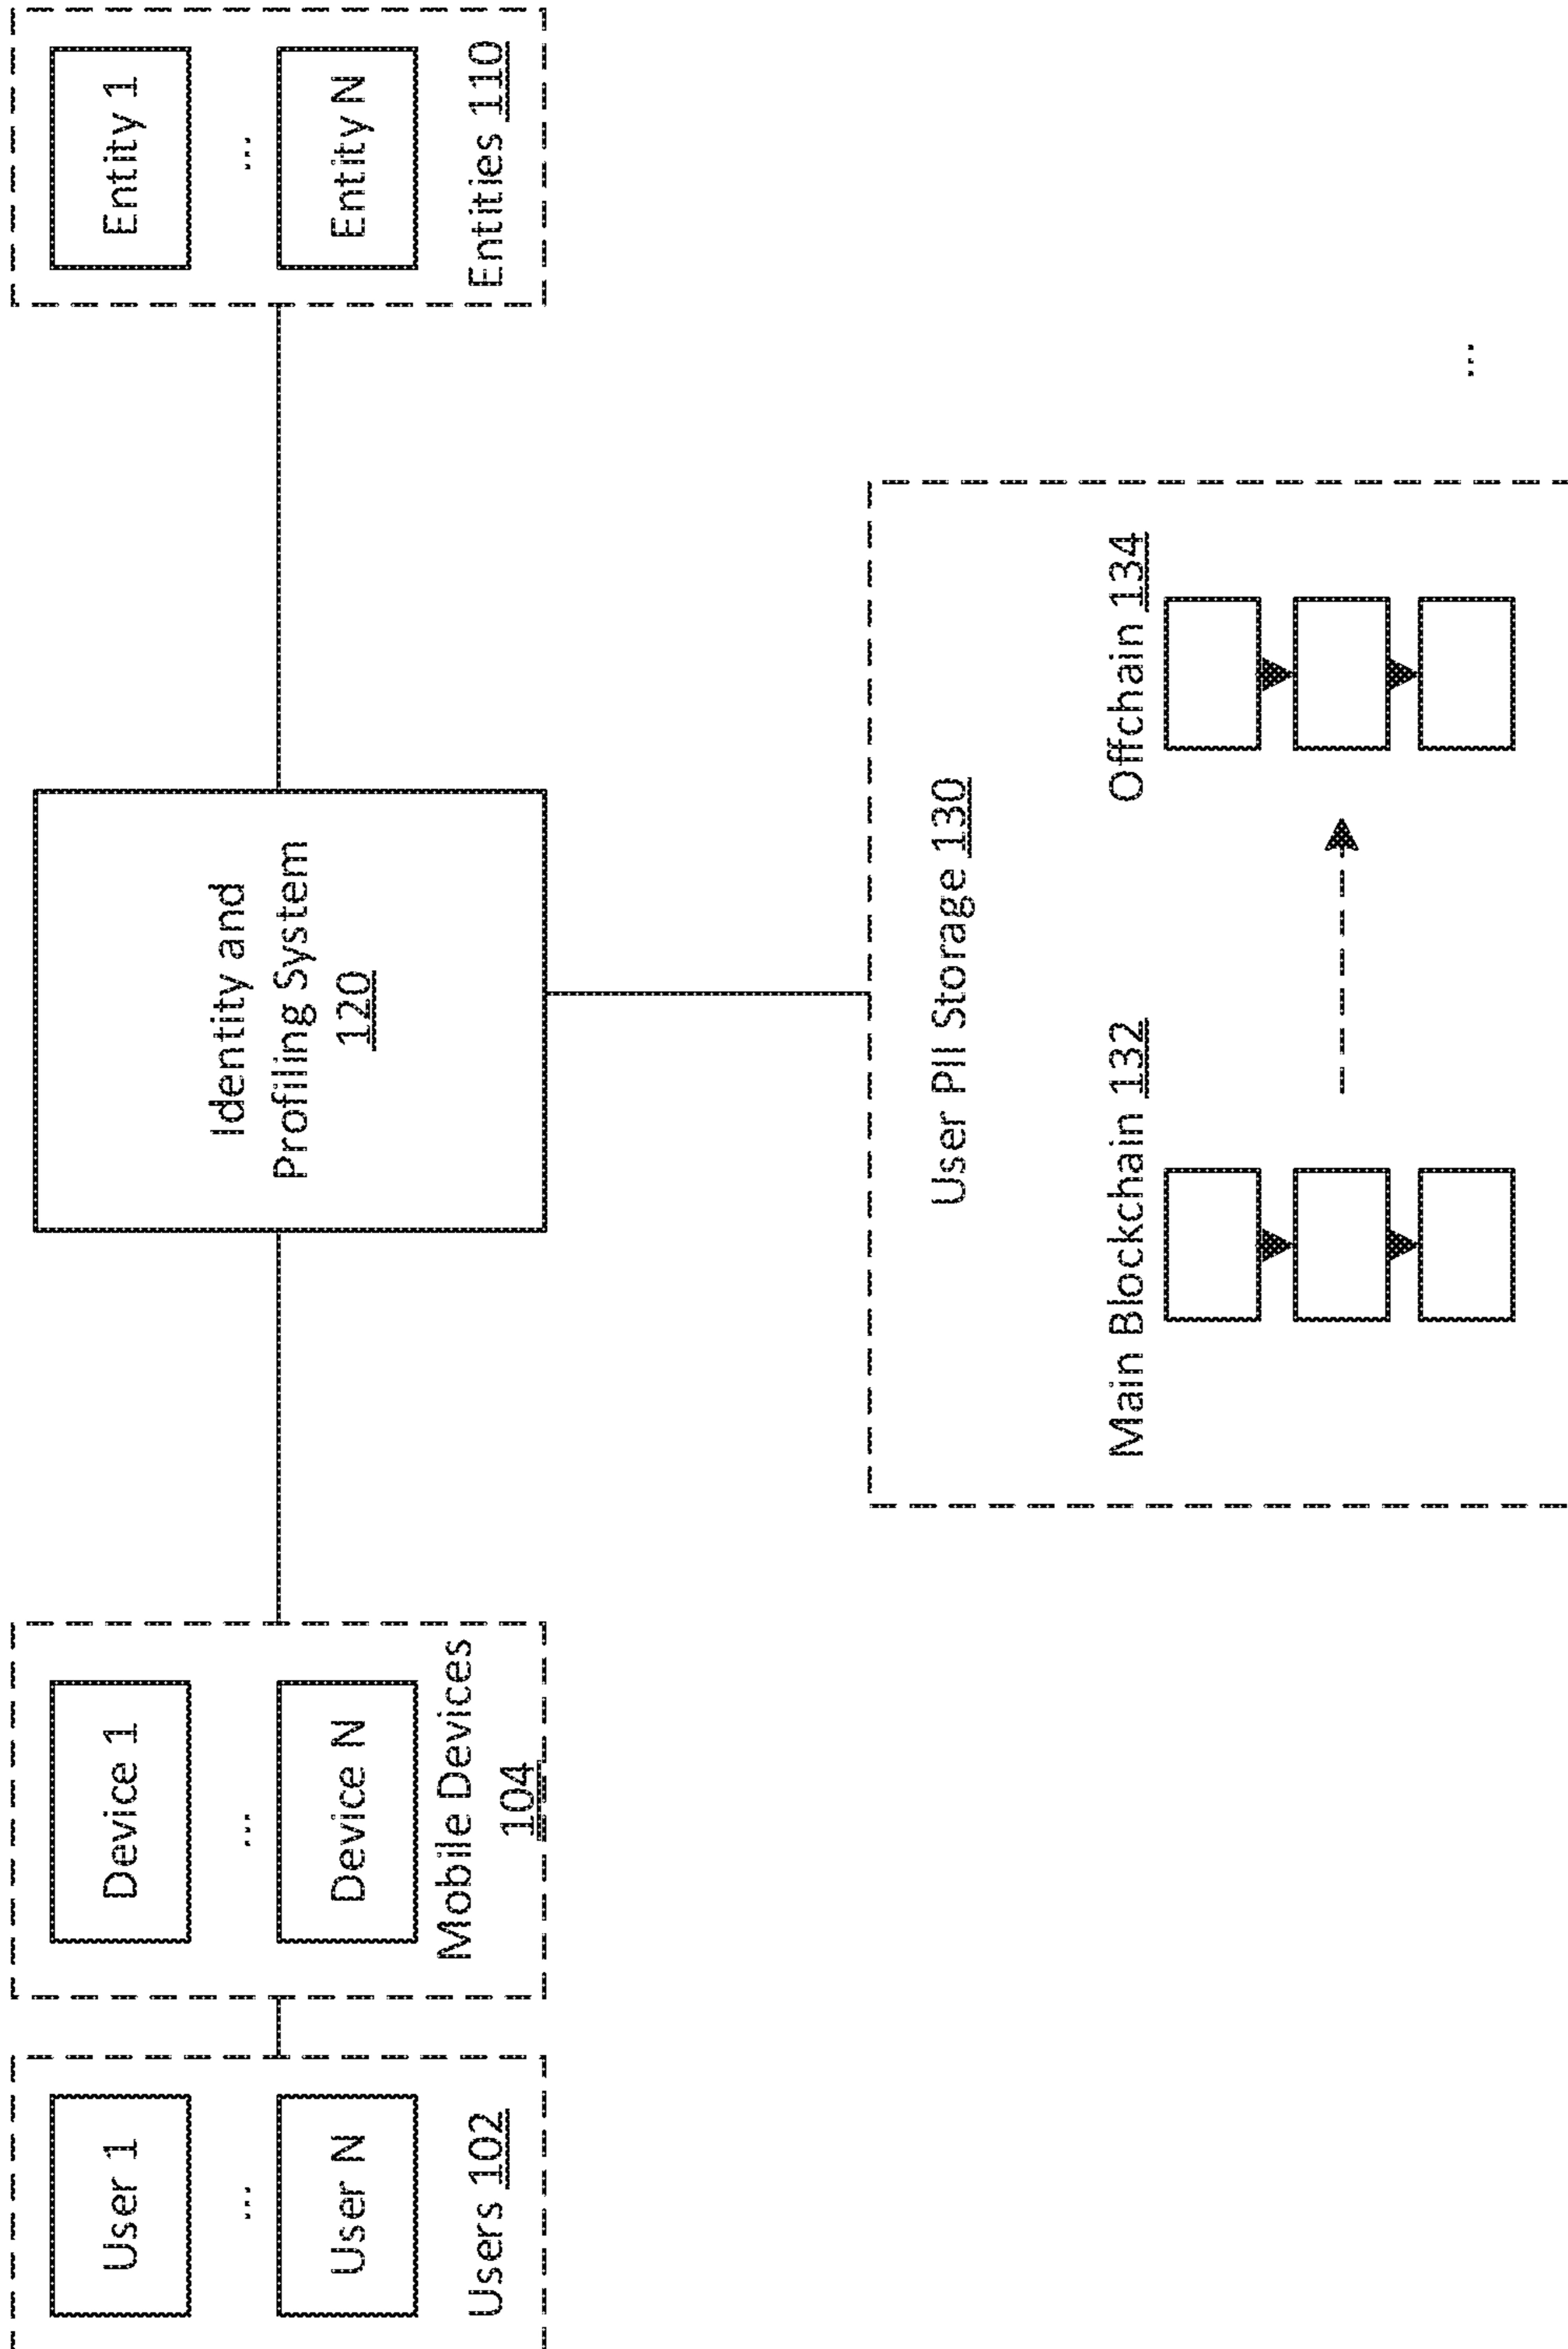 User 1
...
User N
Users 102
Device 1
...
Device N
Mobile Devices
104
Identity and
Profiling System
120
Entity 1
...
Entity N
Entities 110
User PII Storage 130
Main Blockchain 132
Offchain 134
...